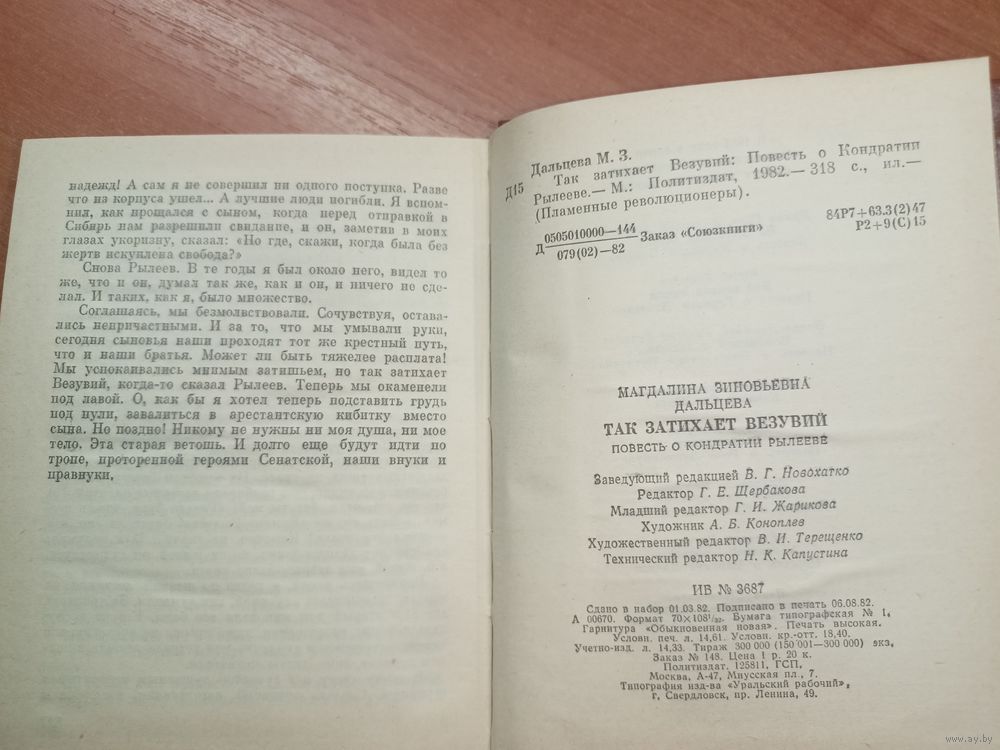 надежд! А сам я не совершил ни одного поступка. Разве
что из корпуса ушел... А лучшие люди погибли. Я вспом-
нил, как прощался с сыном, когда перед отправкой в
Сибирь нам разрешили свидание, и он, заметив в моих
глазах укоризну, сказал: «Но где, скажи, когда была без
жертв искуплена свобода?»
Снова Рылеев. В те годы я был около него, видел то
же, что и он, думал так же, как и он, и ничего не сде-
лал. И таких, как я, было множество.
Соглашаясь, мы безмолвствовали. Сочувствуя, остава-
лись непричастными. И за то, что мы умывали руки,
сегодня сыновья наши проходят тот же крестный путь,
что и наши братья. Может ли быть тяжелее расплата!
Мы успокаивались мнимым затишьем, но так затихает
Везувий, когда-то сказал Рылеев. Теперь мы окаменели
под лавой. О, как бы я хотел теперь подставить грудь
под пули, завалиться в арестантскую кибитку вместо
сына. Но поздно! Никому не нужны ни моя душа, ни мое
тело. Эта старая ветошь. И долго еще будут идти по
тропе, проторенной героями Сенатской, наши внуки и
правнуки,
Дальцева М. З.
Д15 Так затихает Везувий: Повесть о Кондратии
Рылееве.— М.: Политиздат, 1982.— 318 с., ил.—
(Пламенные революционеры).
Д 0505010000—144
079(02)—82 Заказ «Союзкниги»
84Р7+63.3(2)47
Р2+9(С)15
МАГДАЛИНА ЗИНОВЬЕВНА
ДАЛЬЦЕВА
ТАК ЗАТИХАЕТ ВЕЗУВИЙ
ПОВЕСТЬ О КОНДРАТИИ РЫЛЕЕВЕ
Заведующий редакцией В. Г. Новохатко
Редактор Г. Е. Щербакова
Младший редактор Г. И. Жарикова
Художник А. Б. Коноплев
Художественный редактор В. И. Терещенко
Технический редактор Н. К. Капустина
ИБ № 3687
Сдано в набор 01.03.82. Подписано в печать 06.08.82.
А 00670. Формат 70×108¹/₃₂. Бумага типографская № 1.
Гарнитура «Обыкновенная новая». Печать высокая.
Условн. печ. л. 14,61. Условн. кр.-отт. 18,40.
Учетно-изд. л. 14,33. Тираж 300 000 (150 001—300 000) экз.
Заказ № 148. Цена 1 р. 20 к.
Политиздат. 125811, ГСП,
Москва, А-47, Миусская пл., 7.
Типография изд-ва «Уральский рабочий»,
г. Свердловск, пр. Ленина, 49.
www.ay.by